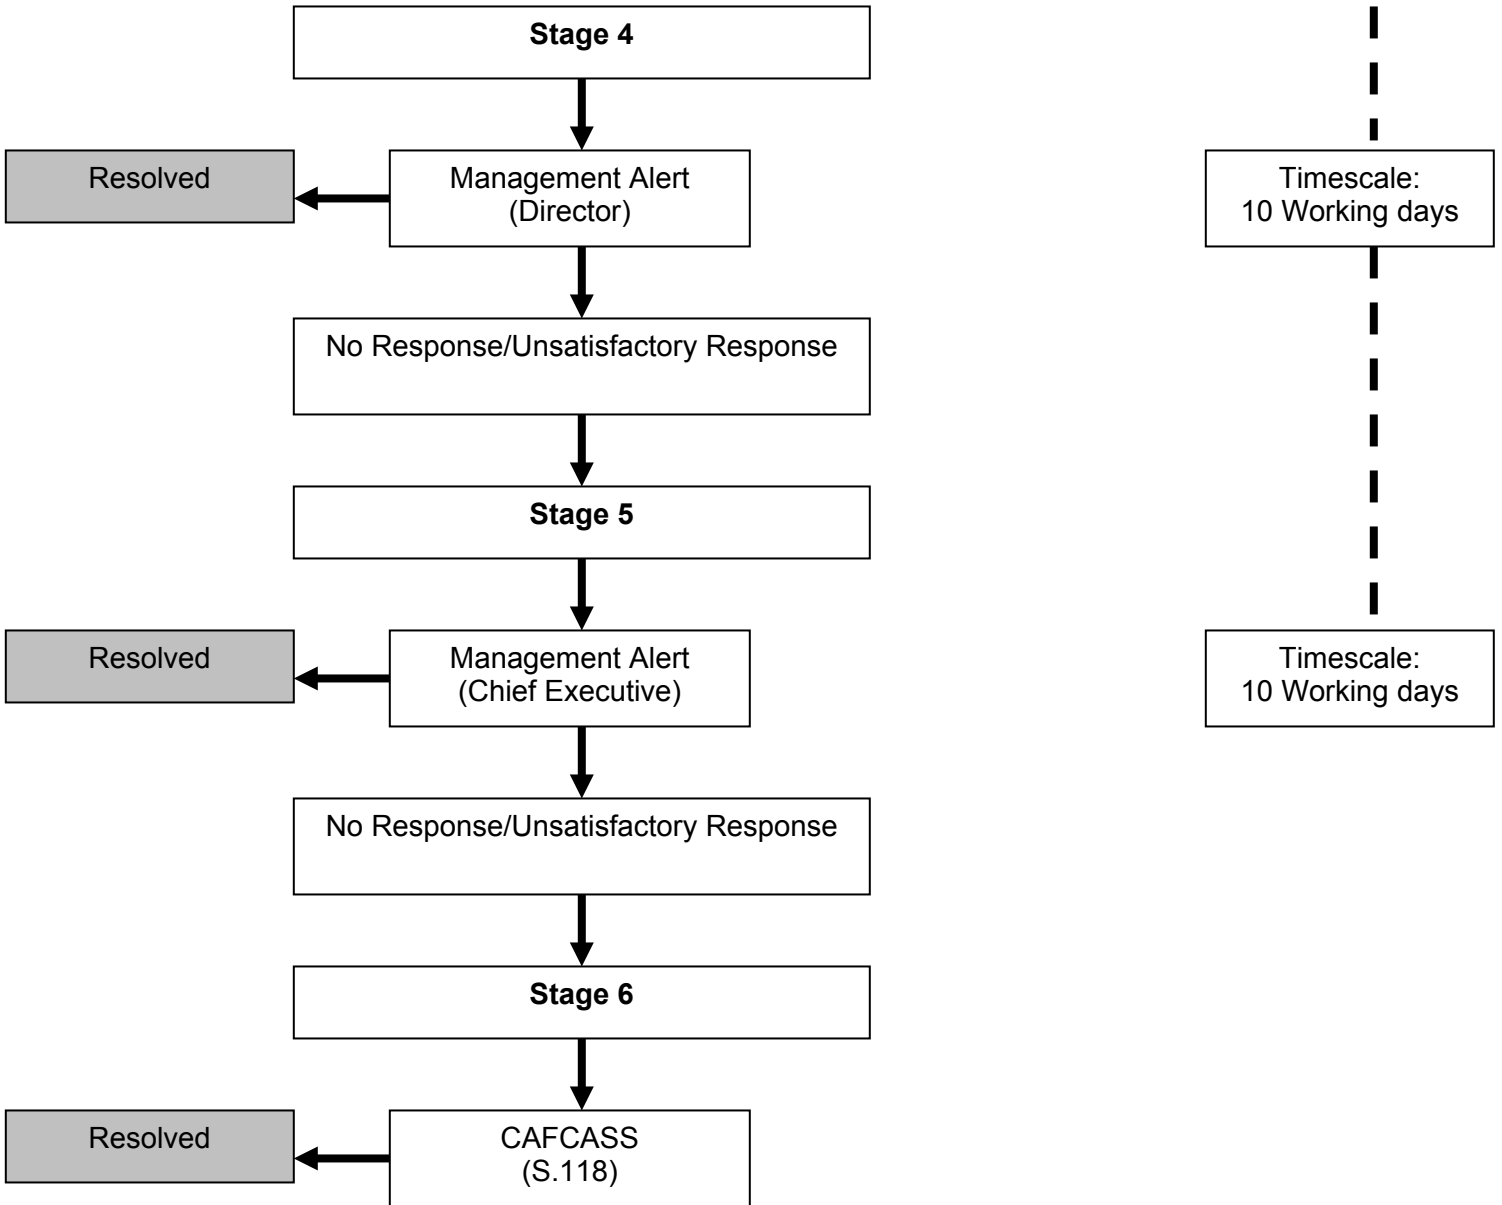 Stage 4
Resolved
Management Alert
(Director)
Timescale:
10 Working days
No Response/Unsatisfactory Response
Stage 5
Resolved
Management Alert
(Chief Executive)
Timescale:
10 Working days
No Response/Unsatisfactory Response
Stage 6
Resolved
CAFCASS
(S.118)